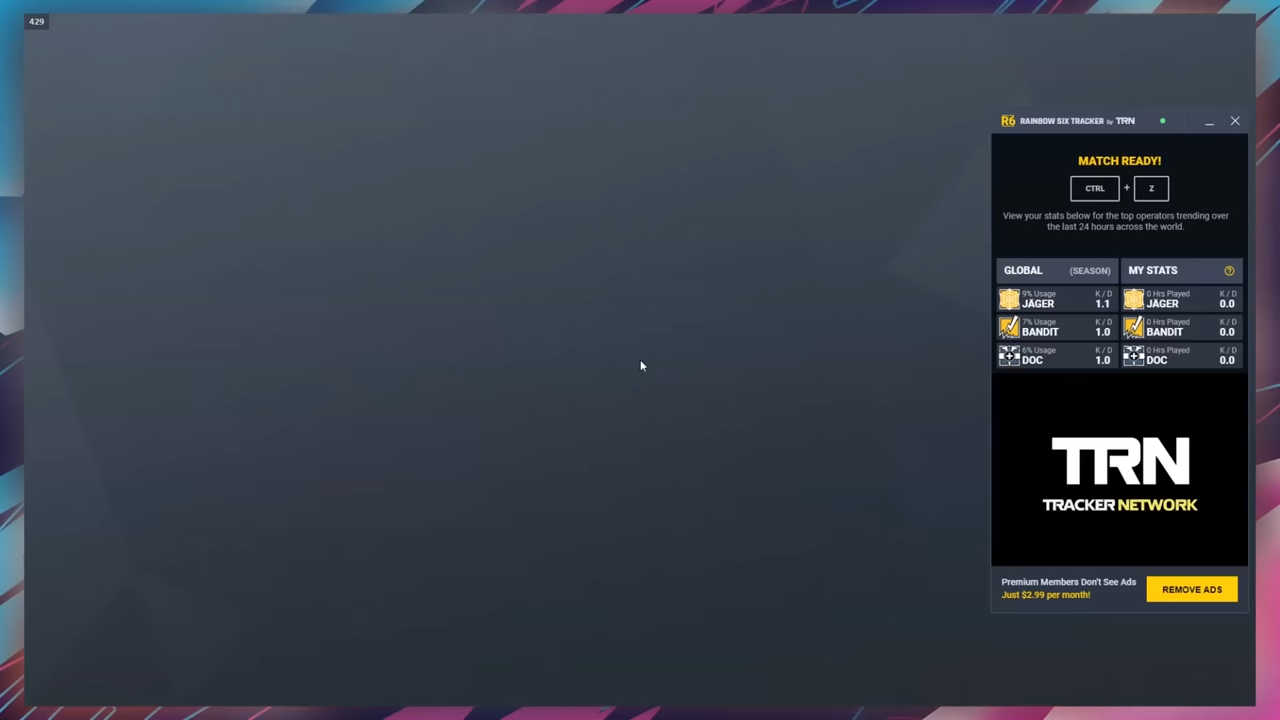 429
R6 RAINBOW SIX TRACKER by TRN
MATCH READY!
CTRL + Z
View your stats below for the top operators trending over
the last 24 hours across the world.
GLOBAL (SEASON) MY STATS ?
9% Usage K / D 0 Hrs Played K / D
JÄGER 1.1 JÄGER 0.0
7% Usage K / D 0 Hrs Played K / D
BANDIT 1.0 BANDIT 0.0
6% Usage K / D 0 Hrs Played K / D
DOC 1.0 DOC 0.0
TRN
TRACKER NETWORK
Premium Members Don't See Ads
Just $2.99 per month!
REMOVE ADS